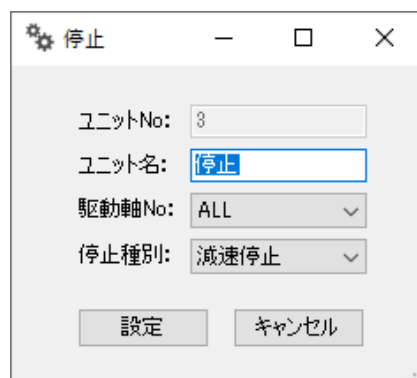 停止
ユニットNo: 3
ユニット名: 停止
駆動軸No: ALL
停止種別: 減速停止
設定 キャンセル